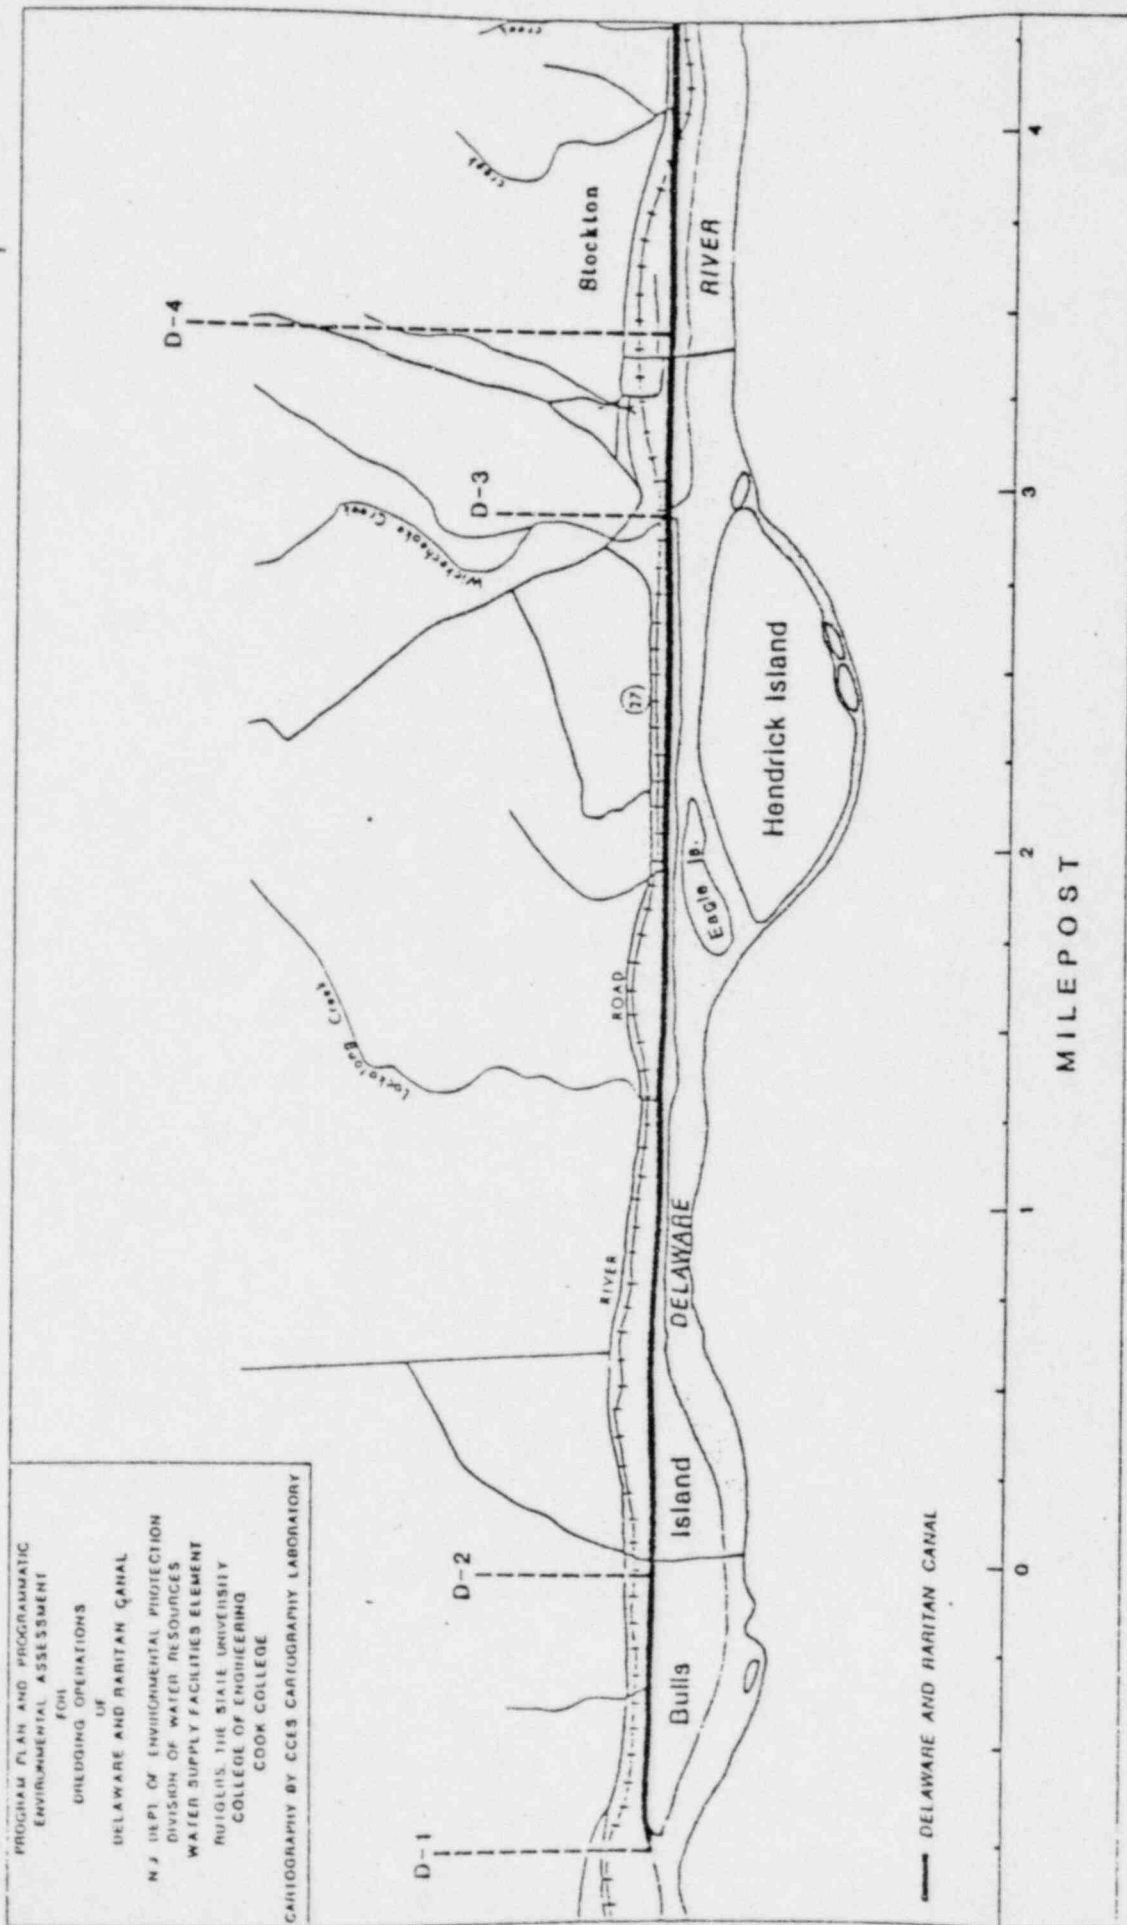 PROGRAM PLAN AND PROGRAMMATIC
ENVIRONMENTAL ASSESSMENT
FOR
DREDGING OPERATIONS
OF
DELAWARE AND RARITAN CANAL
N J DEPT OF ENVIRONMENTAL PROTECTION
DIVISION OF WATER RESOURCES
WATER SUPPLY FACILITIES ELEMENT
RUTGERS THE STATE UNIVERSITY
COLLEGE OF ENGINEERING
COOK COLLEGE
CARTOGRAPHY BY CCES CARTOGRAPHY LABORATORY
D-1
D-2
D-3
D-4
Creek
Creek
Lockatong Creek
Wickecheoke Creek
Stockton
RIVER
ROAD
(27)
Bulls
Island
DELAWARE
RIVER
Eagle Is.
Hendrick Island
DELAWARE AND RARITAN CANAL
0
1
2
3
4
MILEPOST